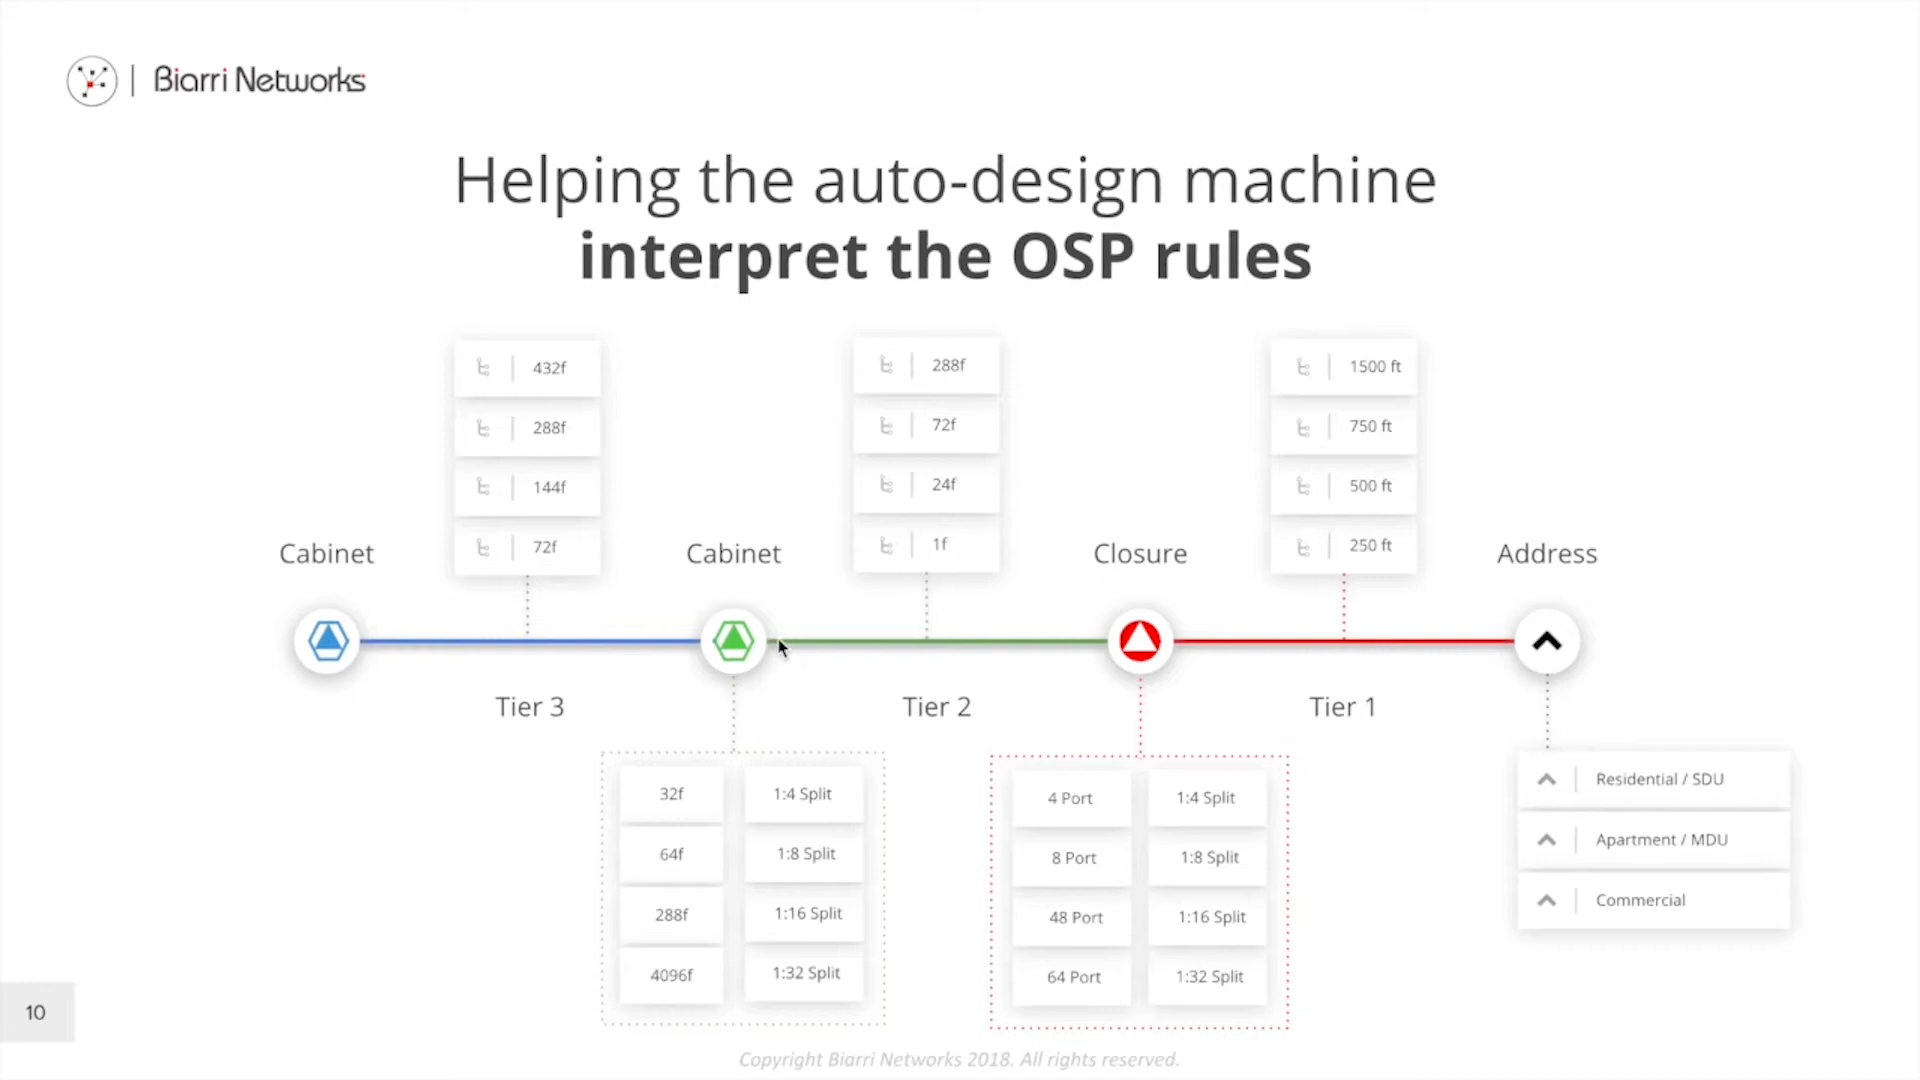 Biarri Networks
Helping the auto-design machine
interpret the OSP rules
432f
288f
144f
72f
288f
72f
24f
1f
1500 ft
750 ft
500 ft
250 ft
Cabinet
Cabinet
Closure
Address
Tier 3
Tier 2
Tier 1
32f
64f
288f
4096f
1:4 Split
1:8 Split
1:16 Split
1:32 Split
4 Port
8 Port
48 Port
64 Port
1:4 Split
1:8 Split
1:16 Split
1:32 Split
Residential / SDU
Apartment / MDU
Commercial
10
Copyright Biarri Networks 2018. All rights reserved.